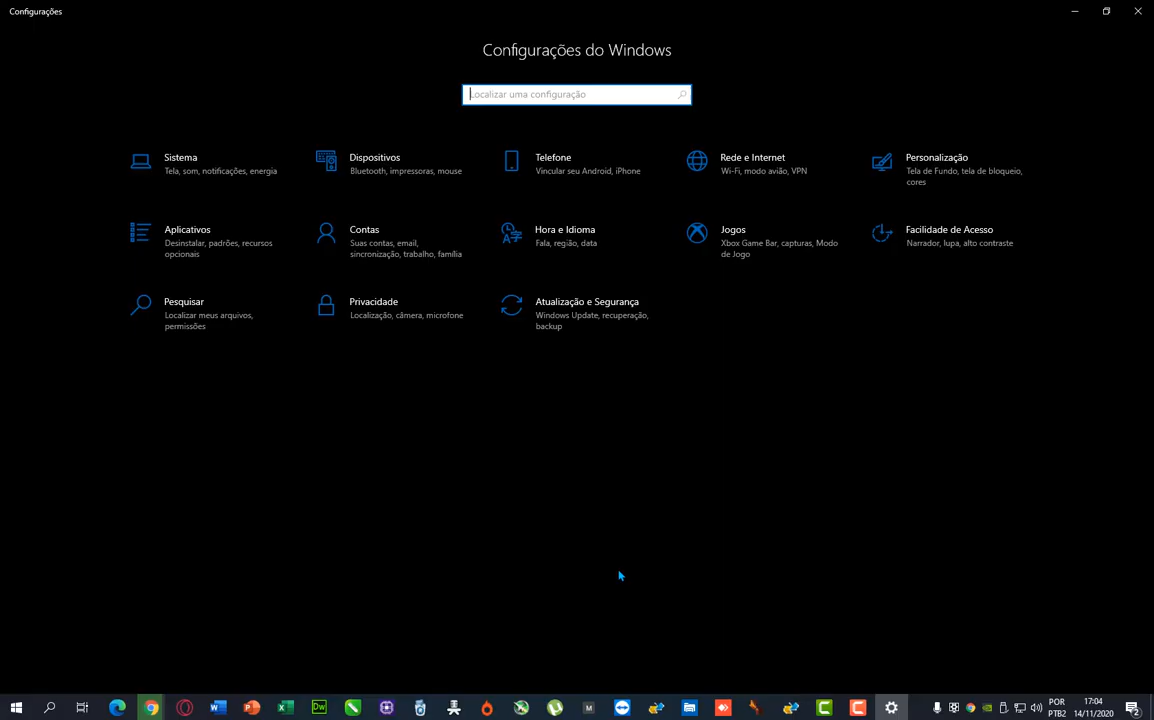 Configurações
Configurações do Windows
Localizar uma configuração
Sistema
Tela, som, notificações, energia
Dispositivos
Bluetooth, impressoras, mouse
Telefone
Vincular seu Android, iPhone
Rede e Internet
Wi-Fi, modo avião, VPN
Personalização
Tela de Fundo, tela de bloqueio,
cores
Aplicativos
Desinstalar, padrões, recursos
opcionais
Contas
Suas contas, email,
sincronização, trabalho, família
Hora e Idioma
Fala, região, data
Jogos
Xbox Game Bar, capturas, Modo
de Jogo
Facilidade de Acesso
Narrador, lupa, alto contraste
Pesquisar
Localizar meus arquivos,
permissões
Privacidade
Localização, câmera, microfone
Atualização e Segurança
Windows Update, recuperação,
backup
Dw
M
POR
PTB2
17:04
14/11/2020
2